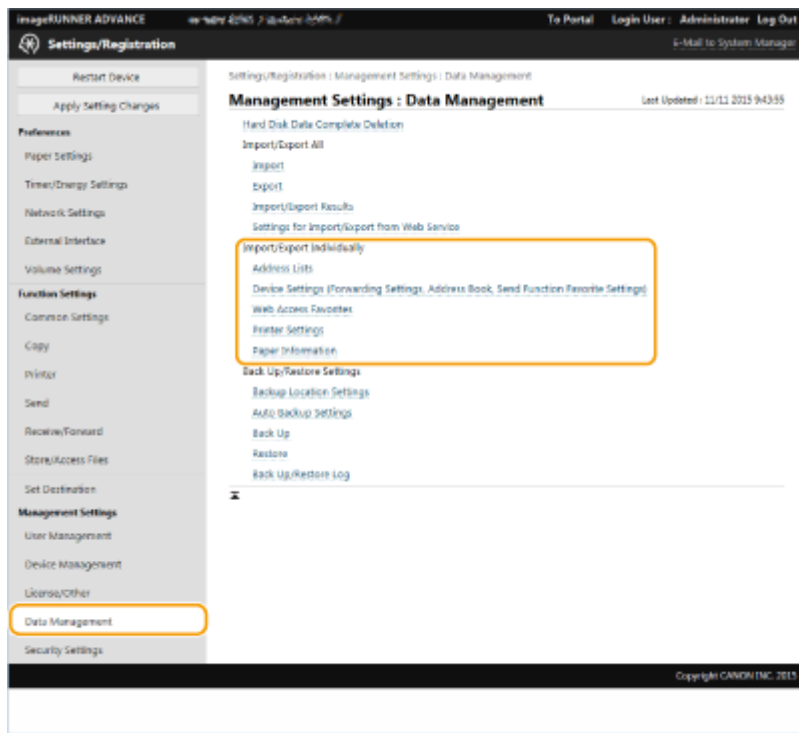 imageRUNNER ADVANCE
To Portal Login User : Administrator Log Out
Settings/Registration
E-Mail to System Manager
Restart Device
Apply Setting Changes
Preferences
Paper Settings
Timer/Energy Settings
Network Settings
External Interface
Volume Settings
Function Settings
Common Settings
Copy
Printer
Send
Receive/Forward
Store/Access Files
Set Destination
Management Settings
User Management
Device Management
License/Other
Data Management
Security Settings
Settings/Registration : Management Settings : Data Management
Management Settings : Data Management
Last Updated : 11/11 2015 9:43:55
Hard Disk Data Complete Deletion
Import/Export All
Import
Export
Import/Export Results
Settings for Import/Export from Web Service
Import/Export Individually
Address Lists
Device Settings (Forwarding Settings, Address Book, Send Function Favorite Settings)
Web Access Favorites
Printer Settings
Paper Information
Back Up/Restore Settings
Backup Location Settings
Auto Backup Settings
Back Up
Restore
Back Up/Restore Log
Copyright CANON INC. 2015